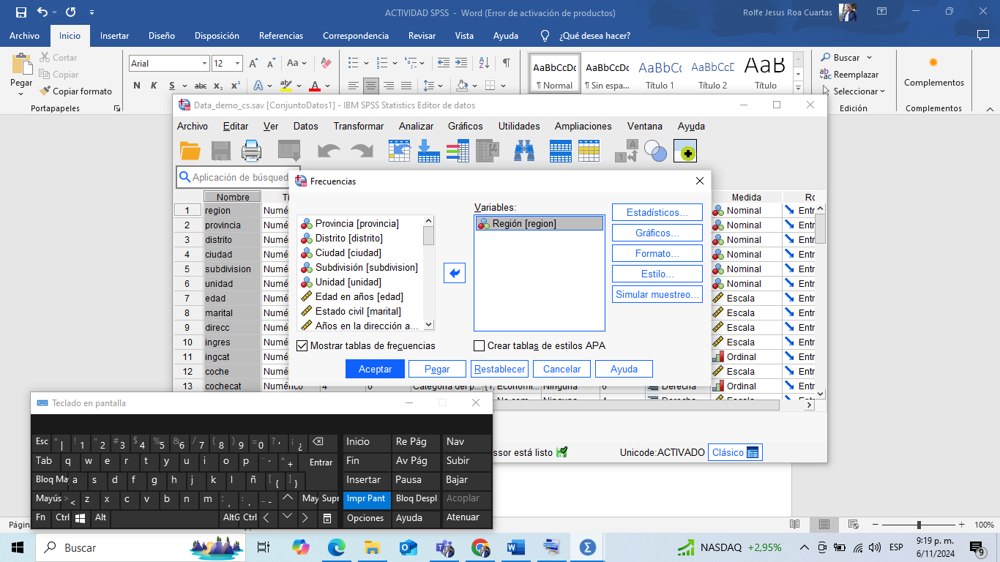 ACTIVIDAD SPSS - Word (Error de activación de productos)
Rolfe Jesus Roa Cuartas
Archivo Inicio Insertar Diseño Disposición Referencias Correspondencia Revisar Vista Ayuda ¿Qué desea hacer?
Pegar
Cortar
Copiar
Copiar formato
Portapapeles
Arial 12
N K S abc x₂ x²
AaBbCcDc AaBbCcDc AaBbCc AaBbCcD AaB
¶ Normal ¶ Sin espa... Título 1 Título 2 Título
Buscar
Reemplazar
Seleccionar
Edición
Complementos
Complementos
Data_demo_cs.sav [ConjuntoDatos1] - IBM SPSS Statistics Editor de datos
Archivo Editar Ver Datos Transformar Analizar Gráficos Utilidades Ampliaciones Ventana Ayuda
Aplicación de búsqued
Nombre Ti Medida Ro
1 region Numé Nominal Entr
2 provincia Numé Nominal Entr
3 distrito Numé Nominal Entr
4 ciudad Numé Nominal Entr
5 subdivision Numé Nominal Entr
6 unidad Numé Nominal Entr
7 edad Numé Escala Entr
8 marital Numé Escala Entr
9 direcc Numé Escala Entr
10 ingres Numé Escala Entr
11 ingcat Numé Ordinal Entr
12 coche Numé Escala Entr
13 cochecat Numérico 4 0 Categoría del p... {1, Economi... Ninguna 6 Derecha Ordinal Entr
Frecuencias
Variables:
Provincia [provincia]
Distrito [distrito]
Ciudad [ciudad]
Subdivisión [subdivision]
Unidad [unidad]
Edad en años [edad]
Estado civil [marital]
Años en la dirección a...
Región [region]
Estadísticos...
Gráficos...
Formato...
Estilo...
Simular muestreo...
Mostrar tablas de frecuencias
Crear tablas de estilos APA
Aceptar Pegar Restablecer Cancelar Ayuda
ssor está listo Unicode:ACTIVADO Clásico
Teclado en pantalla
Esc ° | ! 1 " 2 # 3 $ 4 % 5 & 6 / 7 ( 8 ) 9 = 0 ? ' ¡ ¿ Inicio Re Pág Nav
Tab q w e r t y u i o p ¨ ´ * + Entrar Fin Av Pág Subir
Bloq Ma a s d f g h j k l ñ [ { ] } Insertar Pausa Bajar
Mayús > < z x c v b n m ; , : . _ - May Supr Impr Pant Bloq Despl Acoplar
Fn Ctrl Alt AltG Ctrl Opciones Ayuda Atenuar
Págin
100%
Buscar
NASDAQ +2,95%
ESP
9:19 p. m.
6/11/2024
9